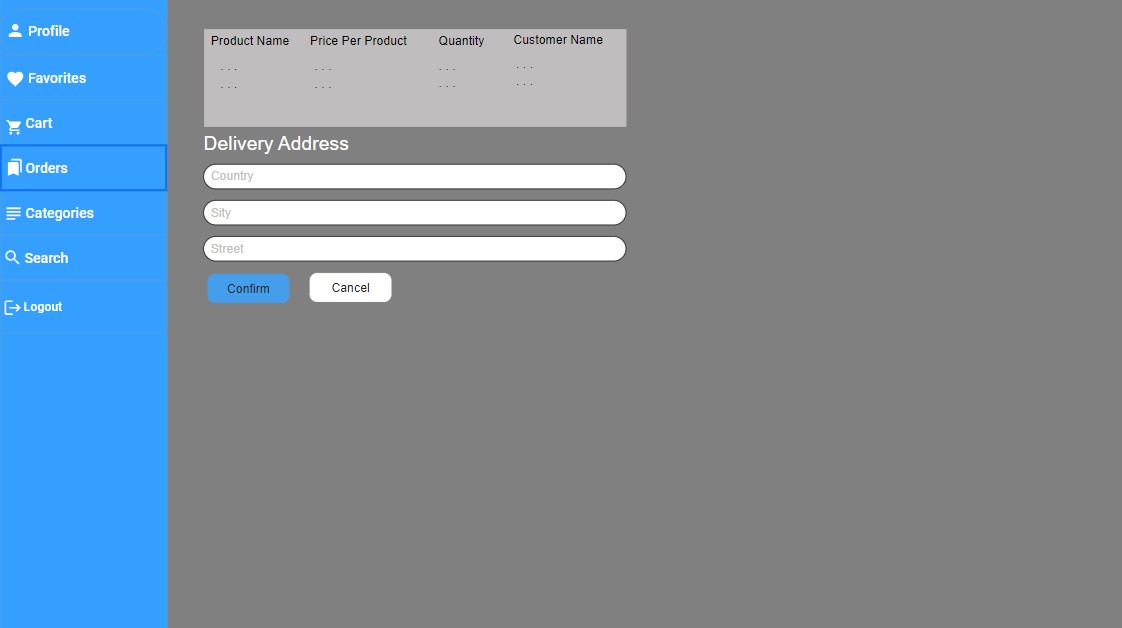 Profile
Favorites
Cart
Orders
Categories
Search
Logout
Product Name Price Per Product Quantity Customer Name
. . . . . . . . . . . .
. . . . . . . . . . . .
Delivery Address
Country
Sity
Street
Confirm Cancel